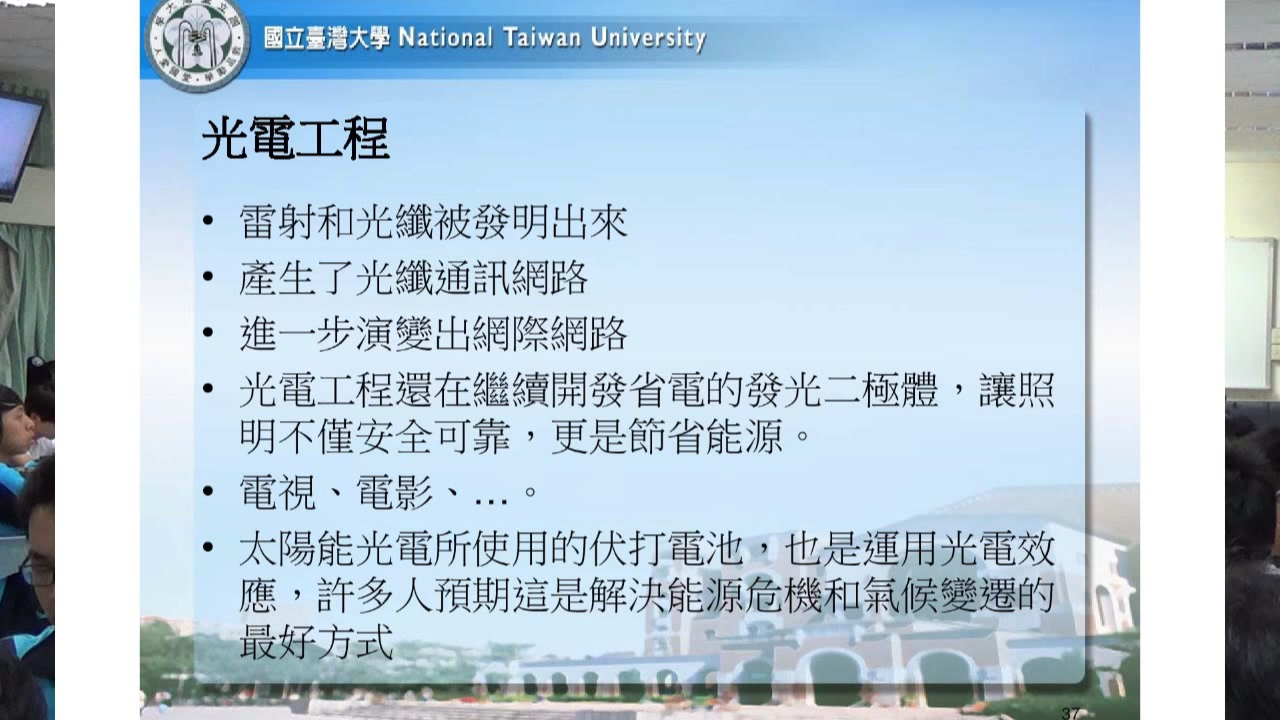 國立臺灣大學 National Taiwan University
光電工程
• 雷射和光纖被發明出來
• 產生了光纖通訊網路
• 進一步演變出網際網路
• 光電工程還在繼續開發省電的發光二極體，讓照
明不僅安全可靠，更是節省能源。
• 電視、電影、…。
• 太陽能光電所使用的伏打電池，也是運用光電效
應，許多人預期這是解決能源危機和氣候變遷的
最好方式
37